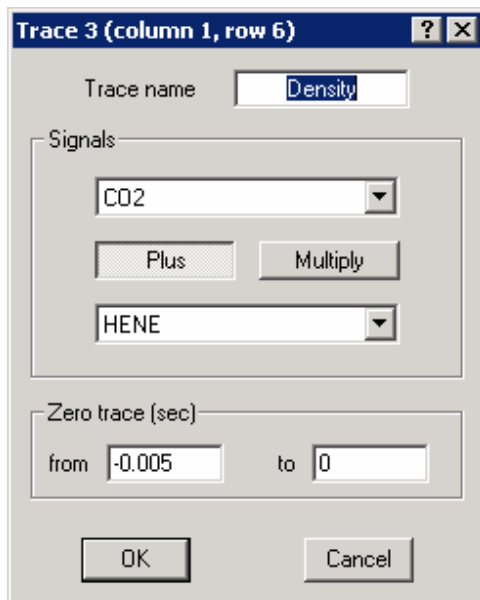 Trace 3 (column 1, row 6) ? ×
Trace name Density
Signals
CO2
Plus Multiply
HENE
Zero trace (sec)
from -0.005 to 0
OK Cancel